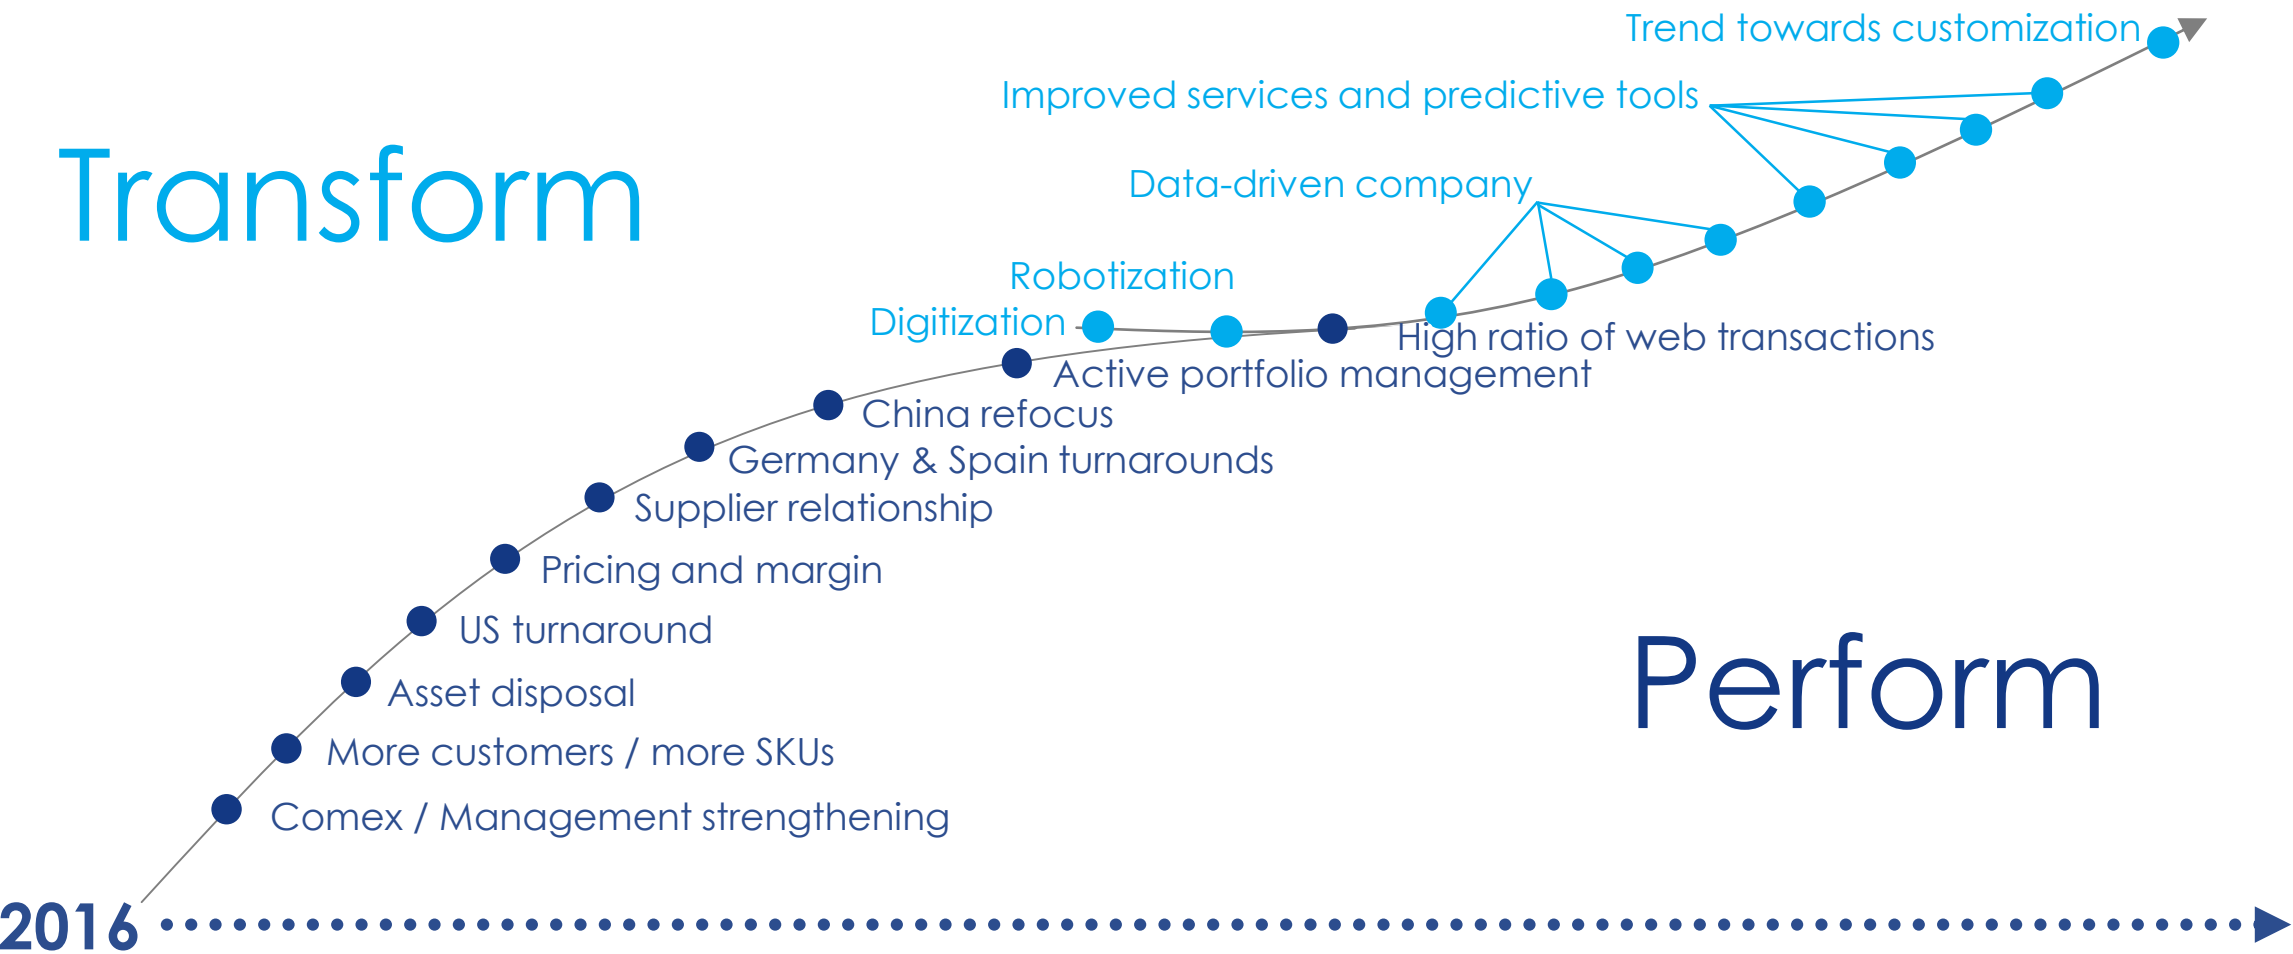 Trend towards customization
Improved services and predictive tools
Transform
Data-driven company
Robotization
Digitization
High ratio of web transactions
Active portfolio management
China refocus
Germany & Spain turnarounds
Supplier relationship
Pricing and margin
US turnaround
Perform
Asset disposal
More customers / more SKUs
Comex / Management strengthening
2016